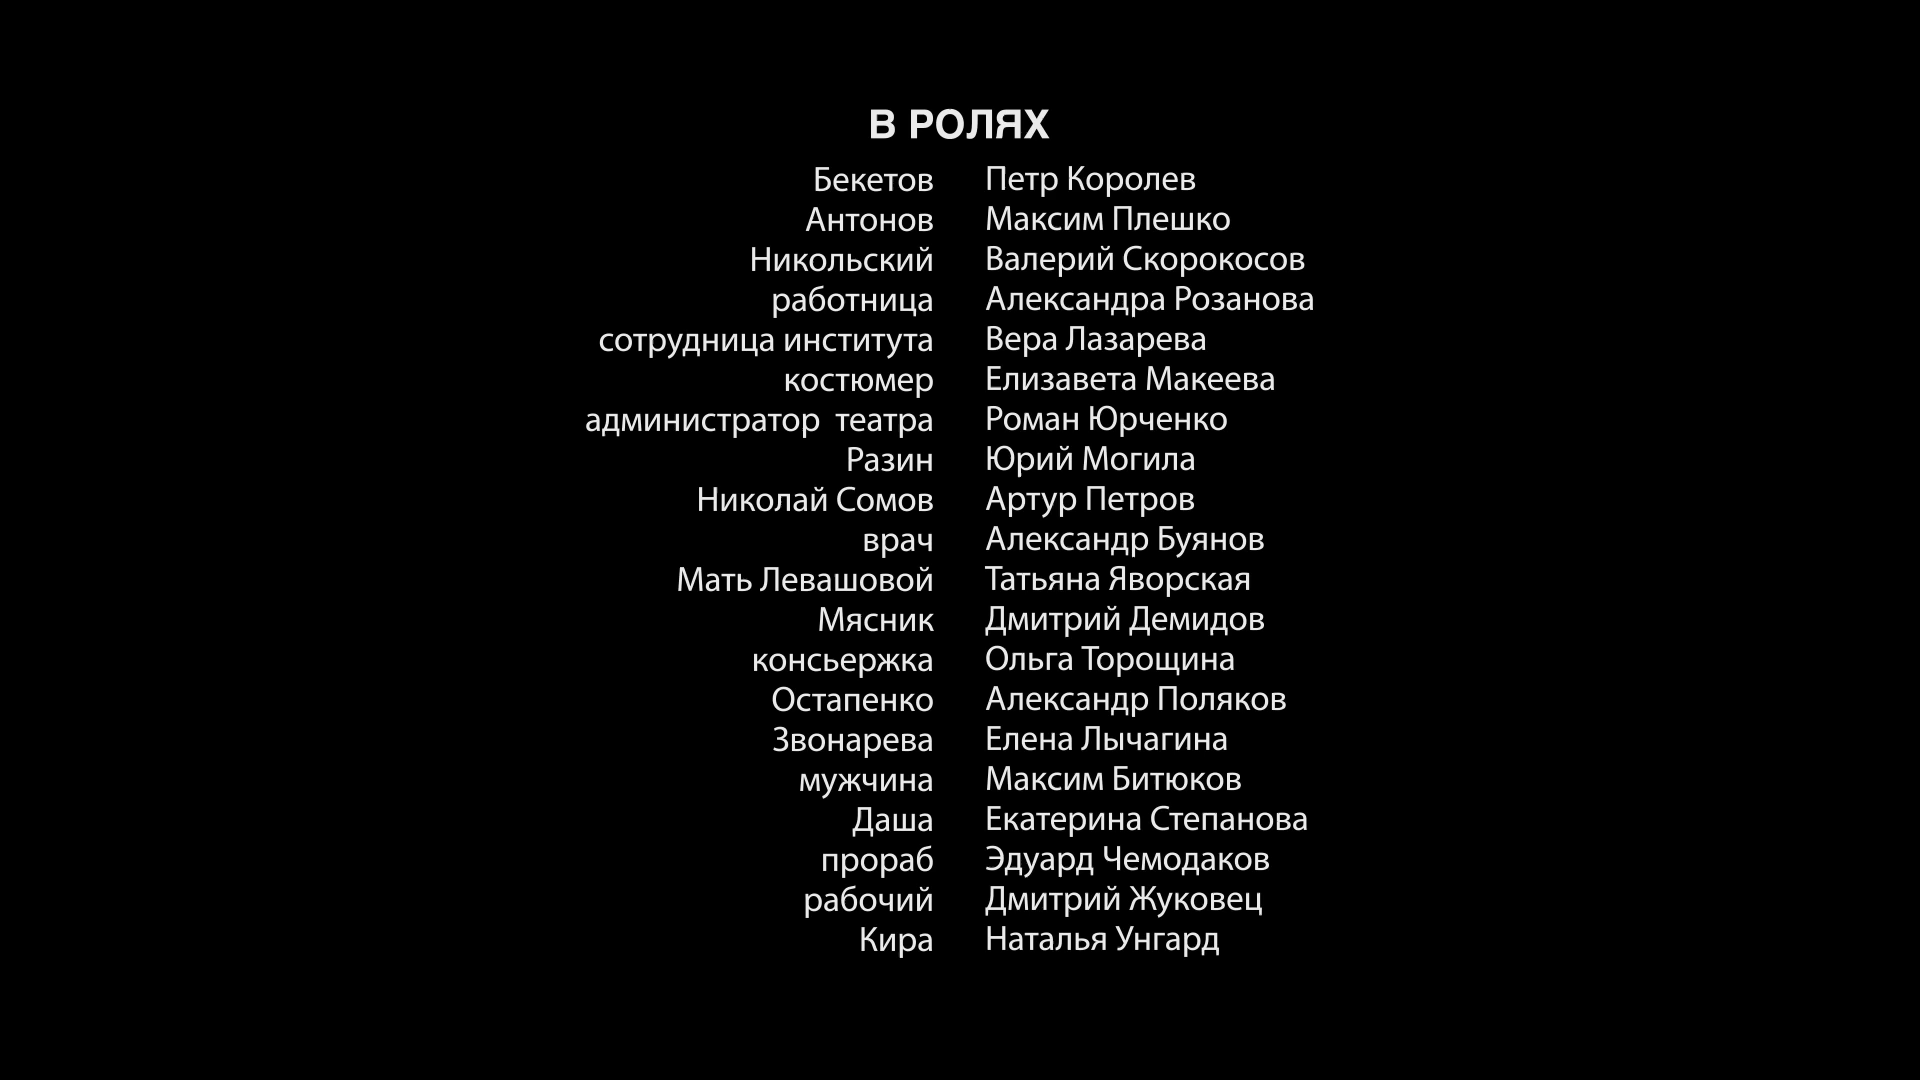 В РОЛЯХ
Бекетов Петр Королев
Антонов Максим Плешко
Никольский Валерий Скорокосов
работница Александра Розанова
сотрудница института Вера Лазарева
костюмер Елизавета Макеева
администратор театра Роман Юрченко
Разин Юрий Могила
Николай Сомов Артур Петров
врач Александр Буянов
Мать Левашовой Татьяна Яворская
Мясник Дмитрий Демидов
консьержка Ольга Торощина
Остапенко Александр Поляков
Звонарева Елена Лычагина
мужчина Максим Битюков
Даша Екатерина Степанова
прораб Эдуард Чемодаков
рабочий Дмитрий Жуковец
Кира Наталья Унгард